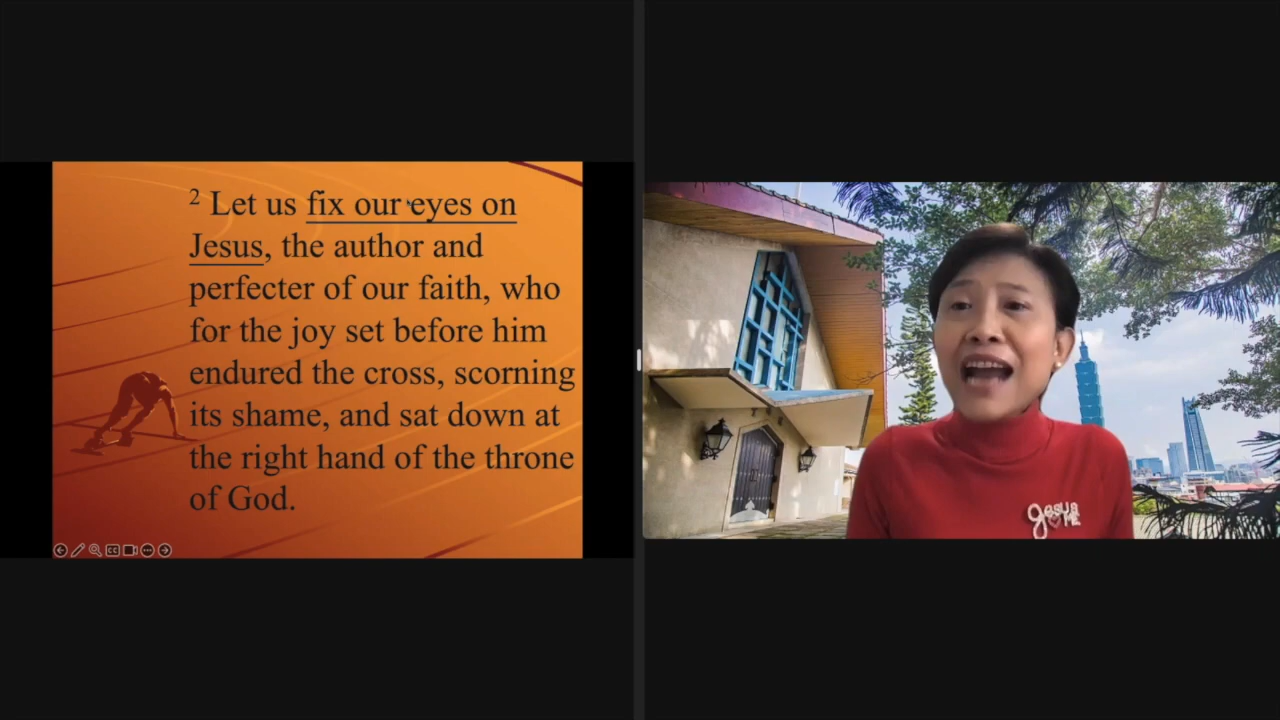 2 Let us fix our eyes on
Jesus, the author and
perfecter of our faith, who
for the joy set before him
endured the cross, scorning
its shame, and sat down at
the right hand of the throne
of God.
CC
Jesus
ME